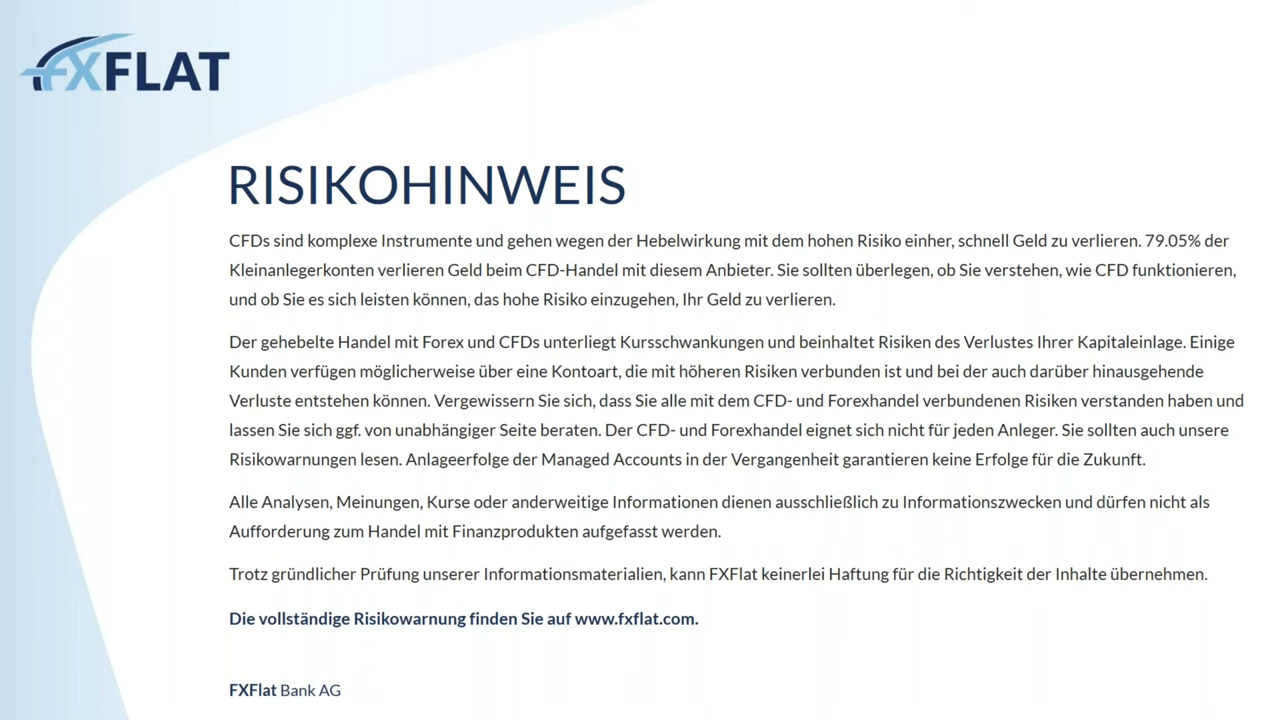 FXFLAT
RISIKOHINWEIS
CFDs sind komplexe Instrumente und gehen wegen der Hebelwirkung mit dem hohen Risiko einher, schnell Geld zu verlieren. 79.05% der
Kleinanlegerkonten verlieren Geld beim CFD-Handel mit diesem Anbieter. Sie sollten überlegen, ob Sie verstehen, wie CFD funktionieren,
und ob Sie es sich leisten können, das hohe Risiko einzugehen, Ihr Geld zu verlieren.
Der gehebelte Handel mit Forex und CFDs unterliegt Kursschwankungen und beinhaltet Risiken des Verlustes Ihrer Kapitaleinlage. Einige
Kunden verfügen möglicherweise über eine Kontoart, die mit höheren Risiken verbunden ist und bei der auch darüber hinausgehende
Verluste entstehen können. Vergewissern Sie sich, dass Sie alle mit dem CFD- und Forexhandel verbundenen Risiken verstanden haben und
lassen Sie sich ggf. von unabhängiger Seite beraten. Der CFD- und Forexhandel eignet sich nicht für jeden Anleger. Sie sollten auch unsere
Risikowarnungen lesen. Anlageerfolge der Managed Accounts in der Vergangenheit garantieren keine Erfolge für die Zukunft.
Alle Analysen, Meinungen, Kurse oder anderweitige Informationen dienen ausschließlich zu Informationszwecken und dürfen nicht als
Aufforderung zum Handel mit Finanzprodukten aufgefasst werden.
Trotz gründlicher Prüfung unserer Informationsmaterialien, kann FXFlat keinerlei Haftung für die Richtigkeit der Inhalte übernehmen.
Die vollständige Risikowarnung finden Sie auf www.fxflat.com.
FXFlat Bank AG